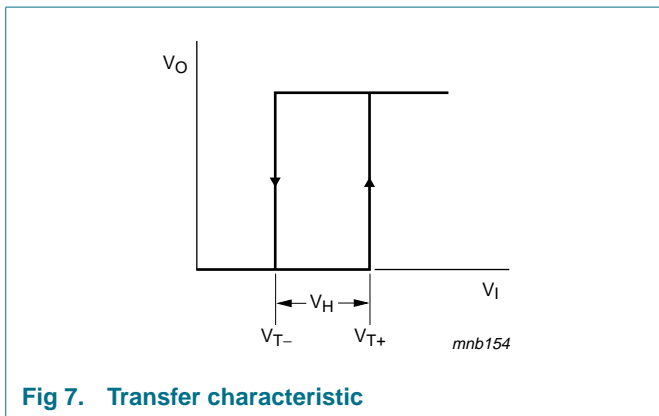 VO
VI
VH
VT−
VT+
mnb154
Fig 7. Transfer characteristic